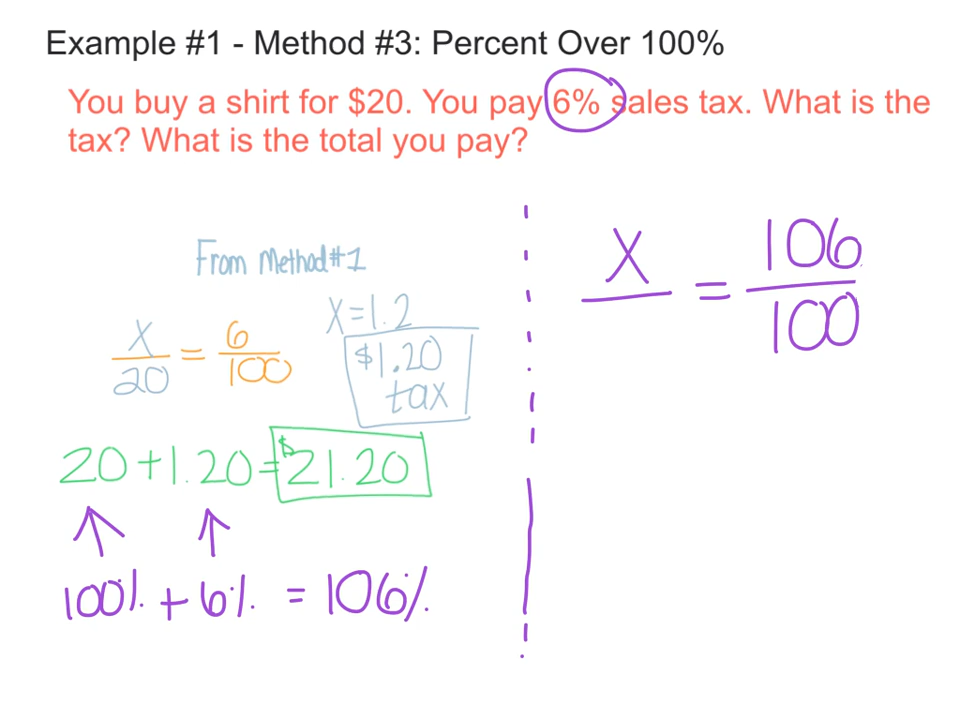 Example #1 - Method #3: Percent Over 100%
You buy a shirt for $20. You pay 6% sales tax. What is the
tax? What is the total you pay?
From Method #1
x/20 = 6/100
x=1.2
$1.20
tax
20+1.20=$21.20
100% + 6% = 106%
x/ = 106/100